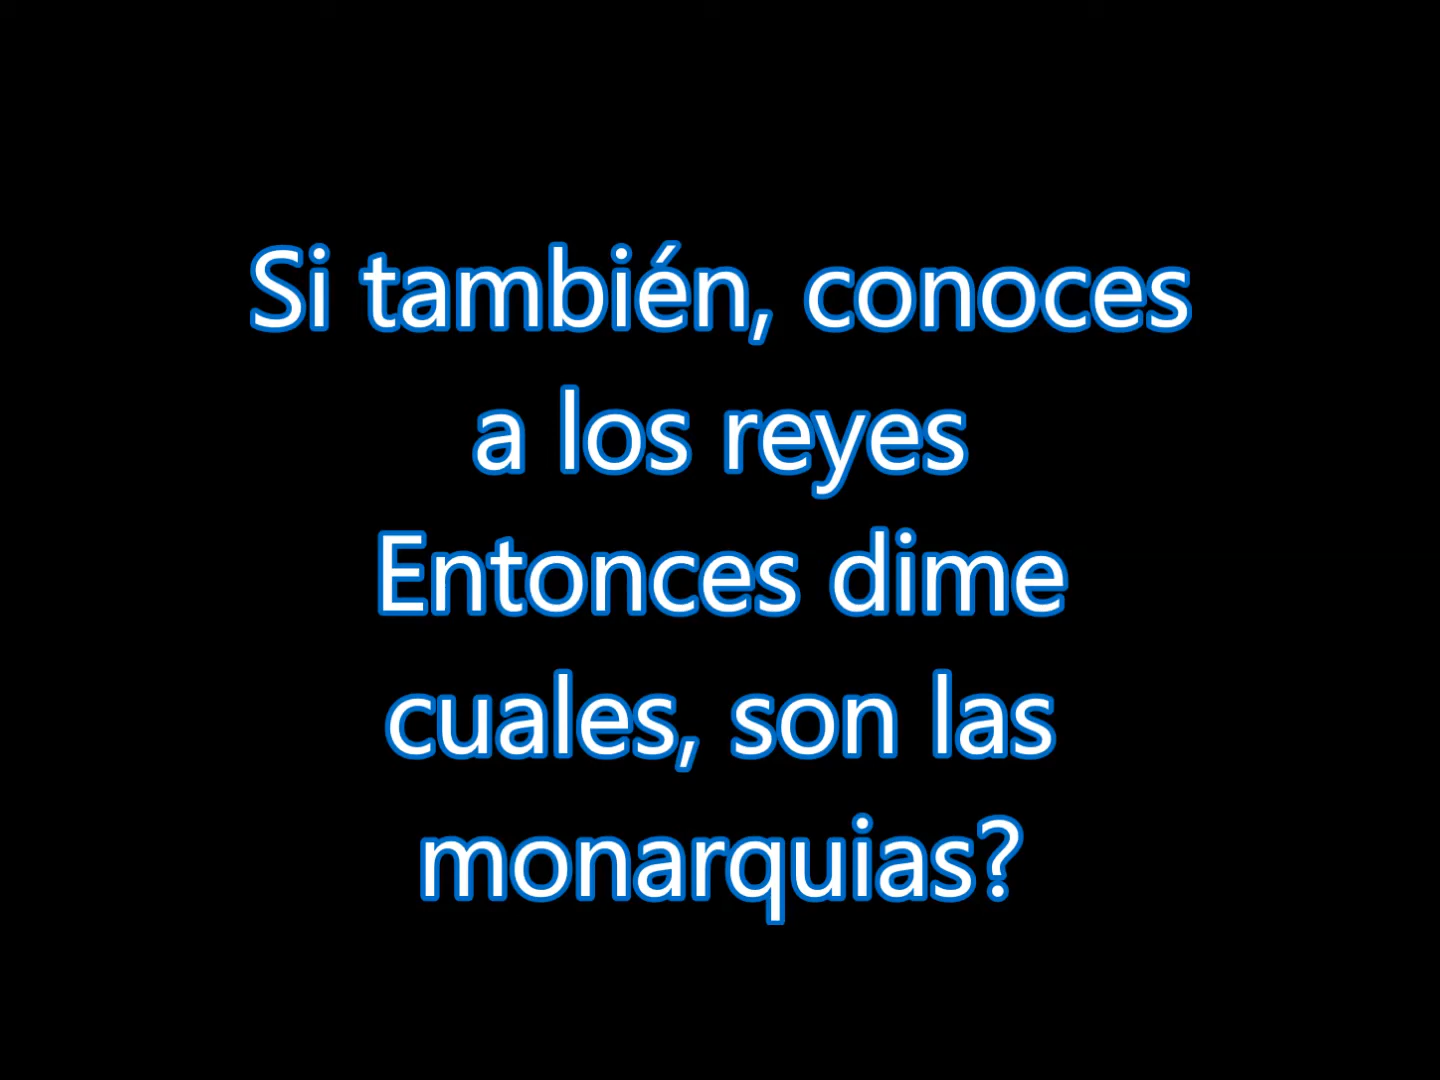 Si también, conoces
a los reyes
Entonces dime
cuales, son las
monarquias?